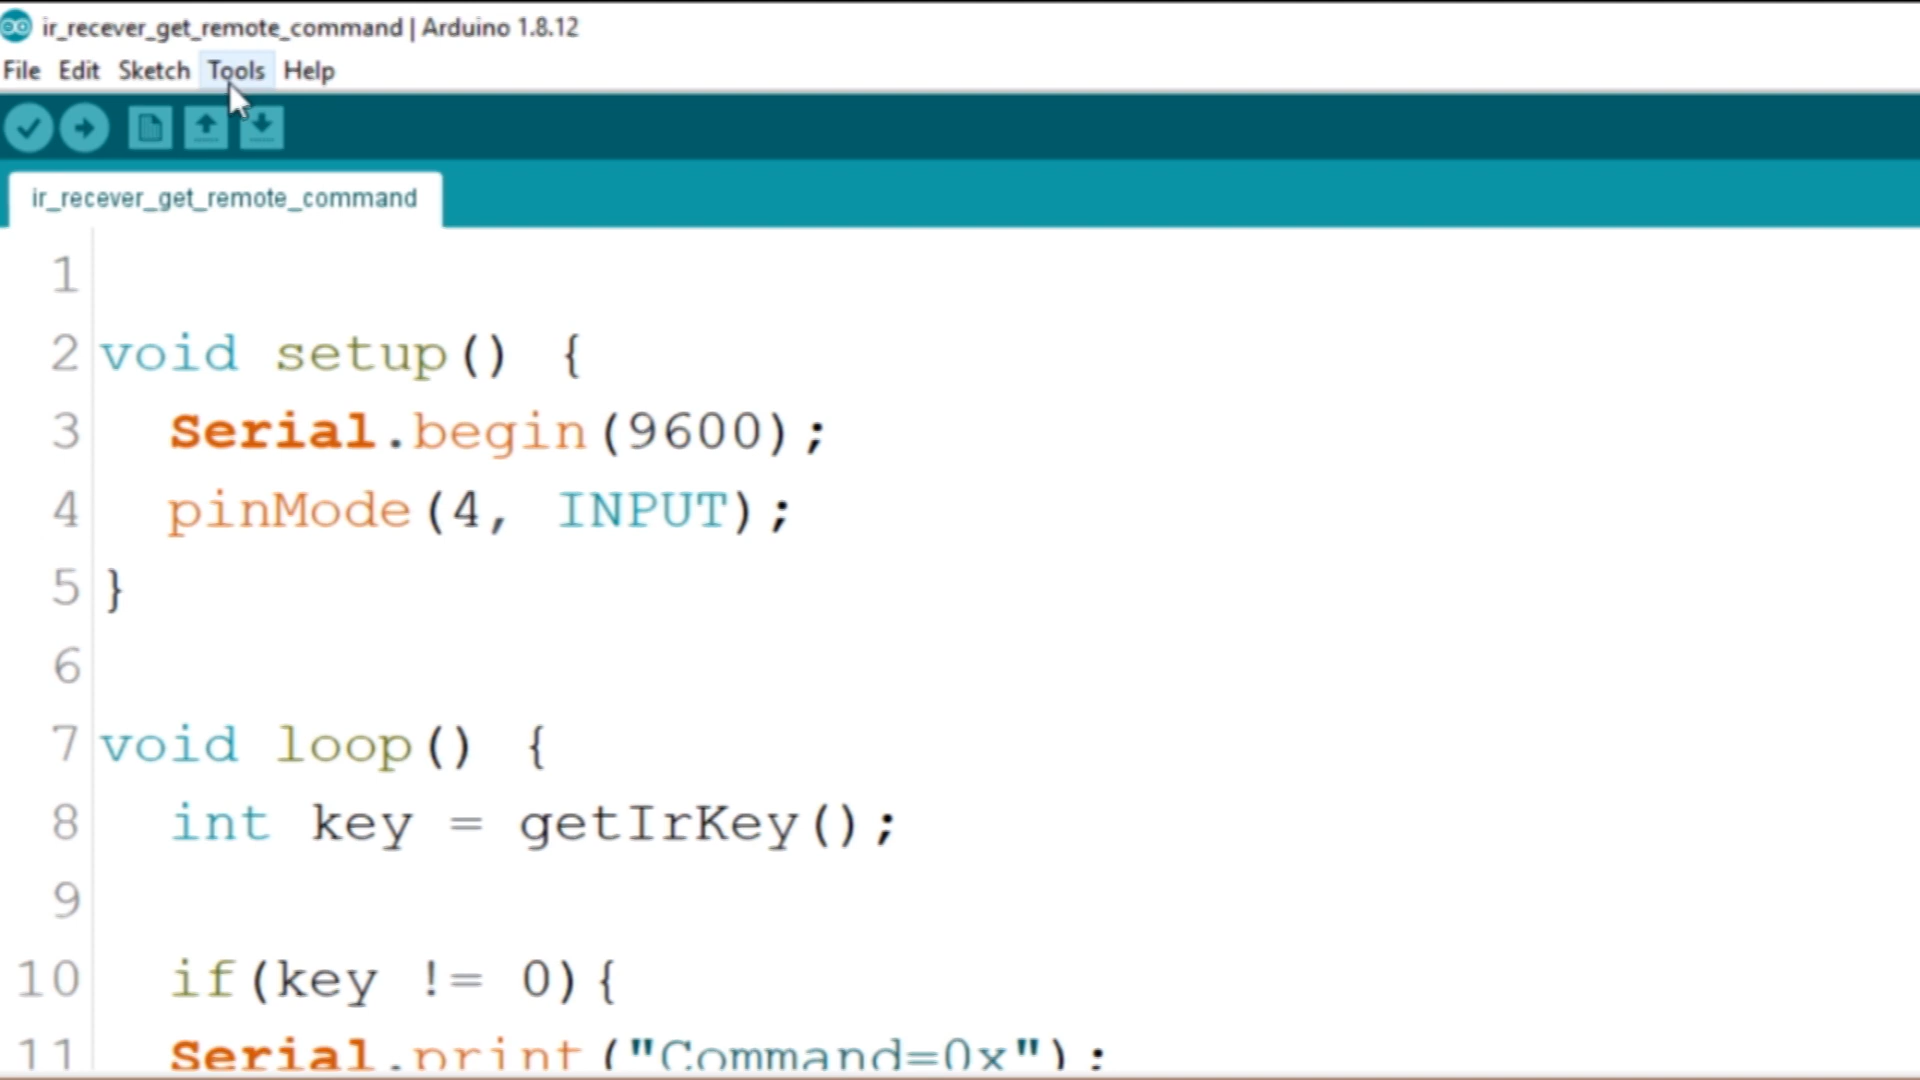 ir_recever_get_remote_command | Arduino 1.8.12
File Edit Sketch Tools Help
ir_recever_get_remote_command
1
2 void setup() {
3 Serial.begin(9600);
4 pinMode(4, INPUT);
5 }
6
7 void loop() {
8 int key = getIrKey();
9
10 if(key != 0){
11 Serial.print("Command=0x");